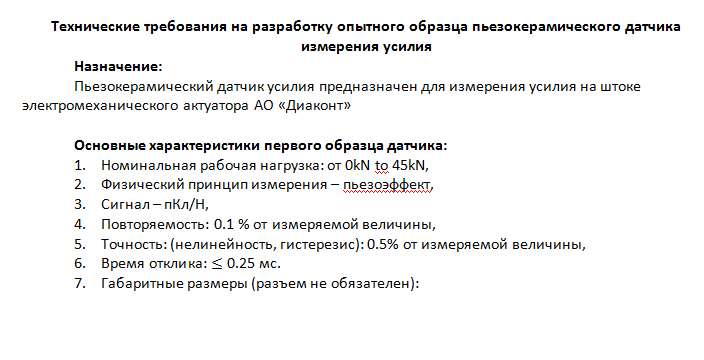 Технические требования на разработку опытного образца пьезокерамического датчика
измерения усилия
Назначение:
Пьезокерамический датчик усилия предназначен для измерения усилия на штоке
электромеханического актуатора АО «Диаконт»
Основные характеристики первого образца датчика:
1. Номинальная рабочая нагрузка: от 0kN to 45kN,
2. Физический принцип измерения – пьезоэффект,
3. Сигнал – пКл/Н,
4. Повторяемость: 0.1 % от измеряемой величины,
5. Точность: (нелинейность, гистерезис): 0.5% от измеряемой величины,
6. Время отклика: ≤ 0.25 мс.
7. Габаритные размеры (разъем не обязателен):